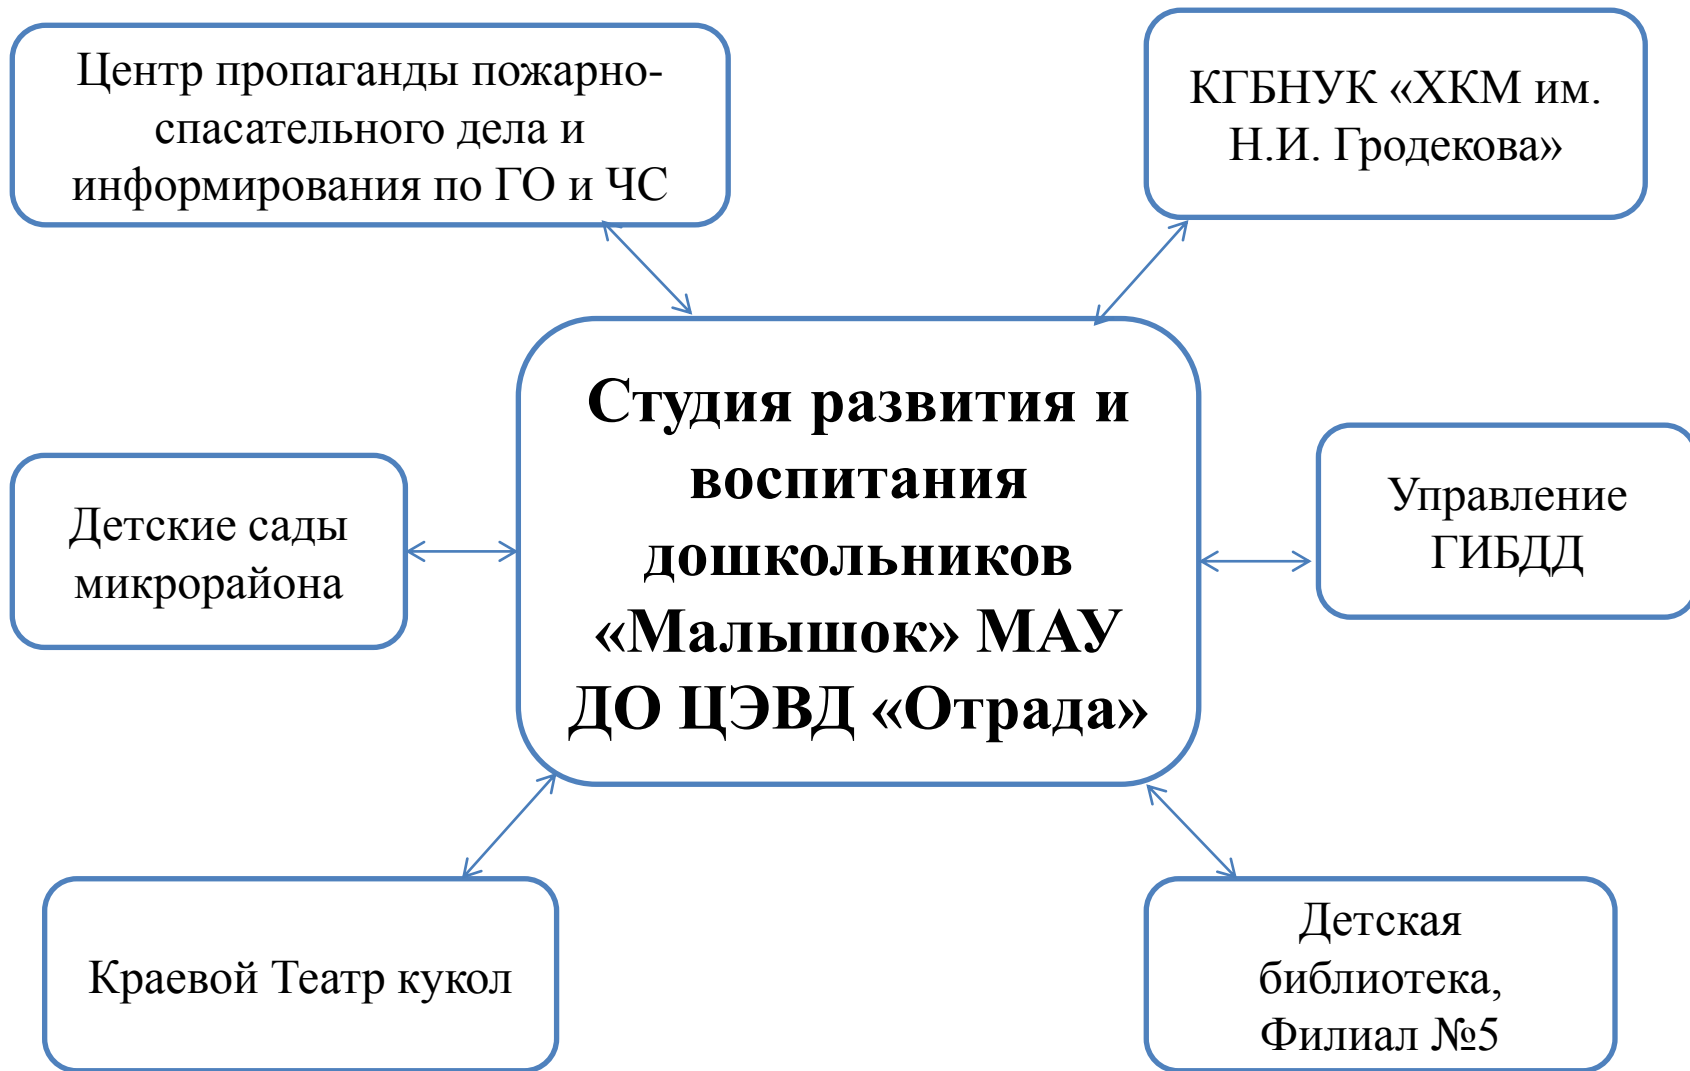 Центр пропаганды пожарно-
спасательного дела и
информирования по ГО и ЧС
КГБНУК «ХКМ им.
Н.И. Гродекова»
Студия развития и
воспитания
дошкольников
«Малышок» МАУ
ДО ЦЭВД «Отрада»
Детские сады
микрорайона
Управление
ГИБДД
Краевой Театр кукол
Детская
библиотека,
Филиал №5